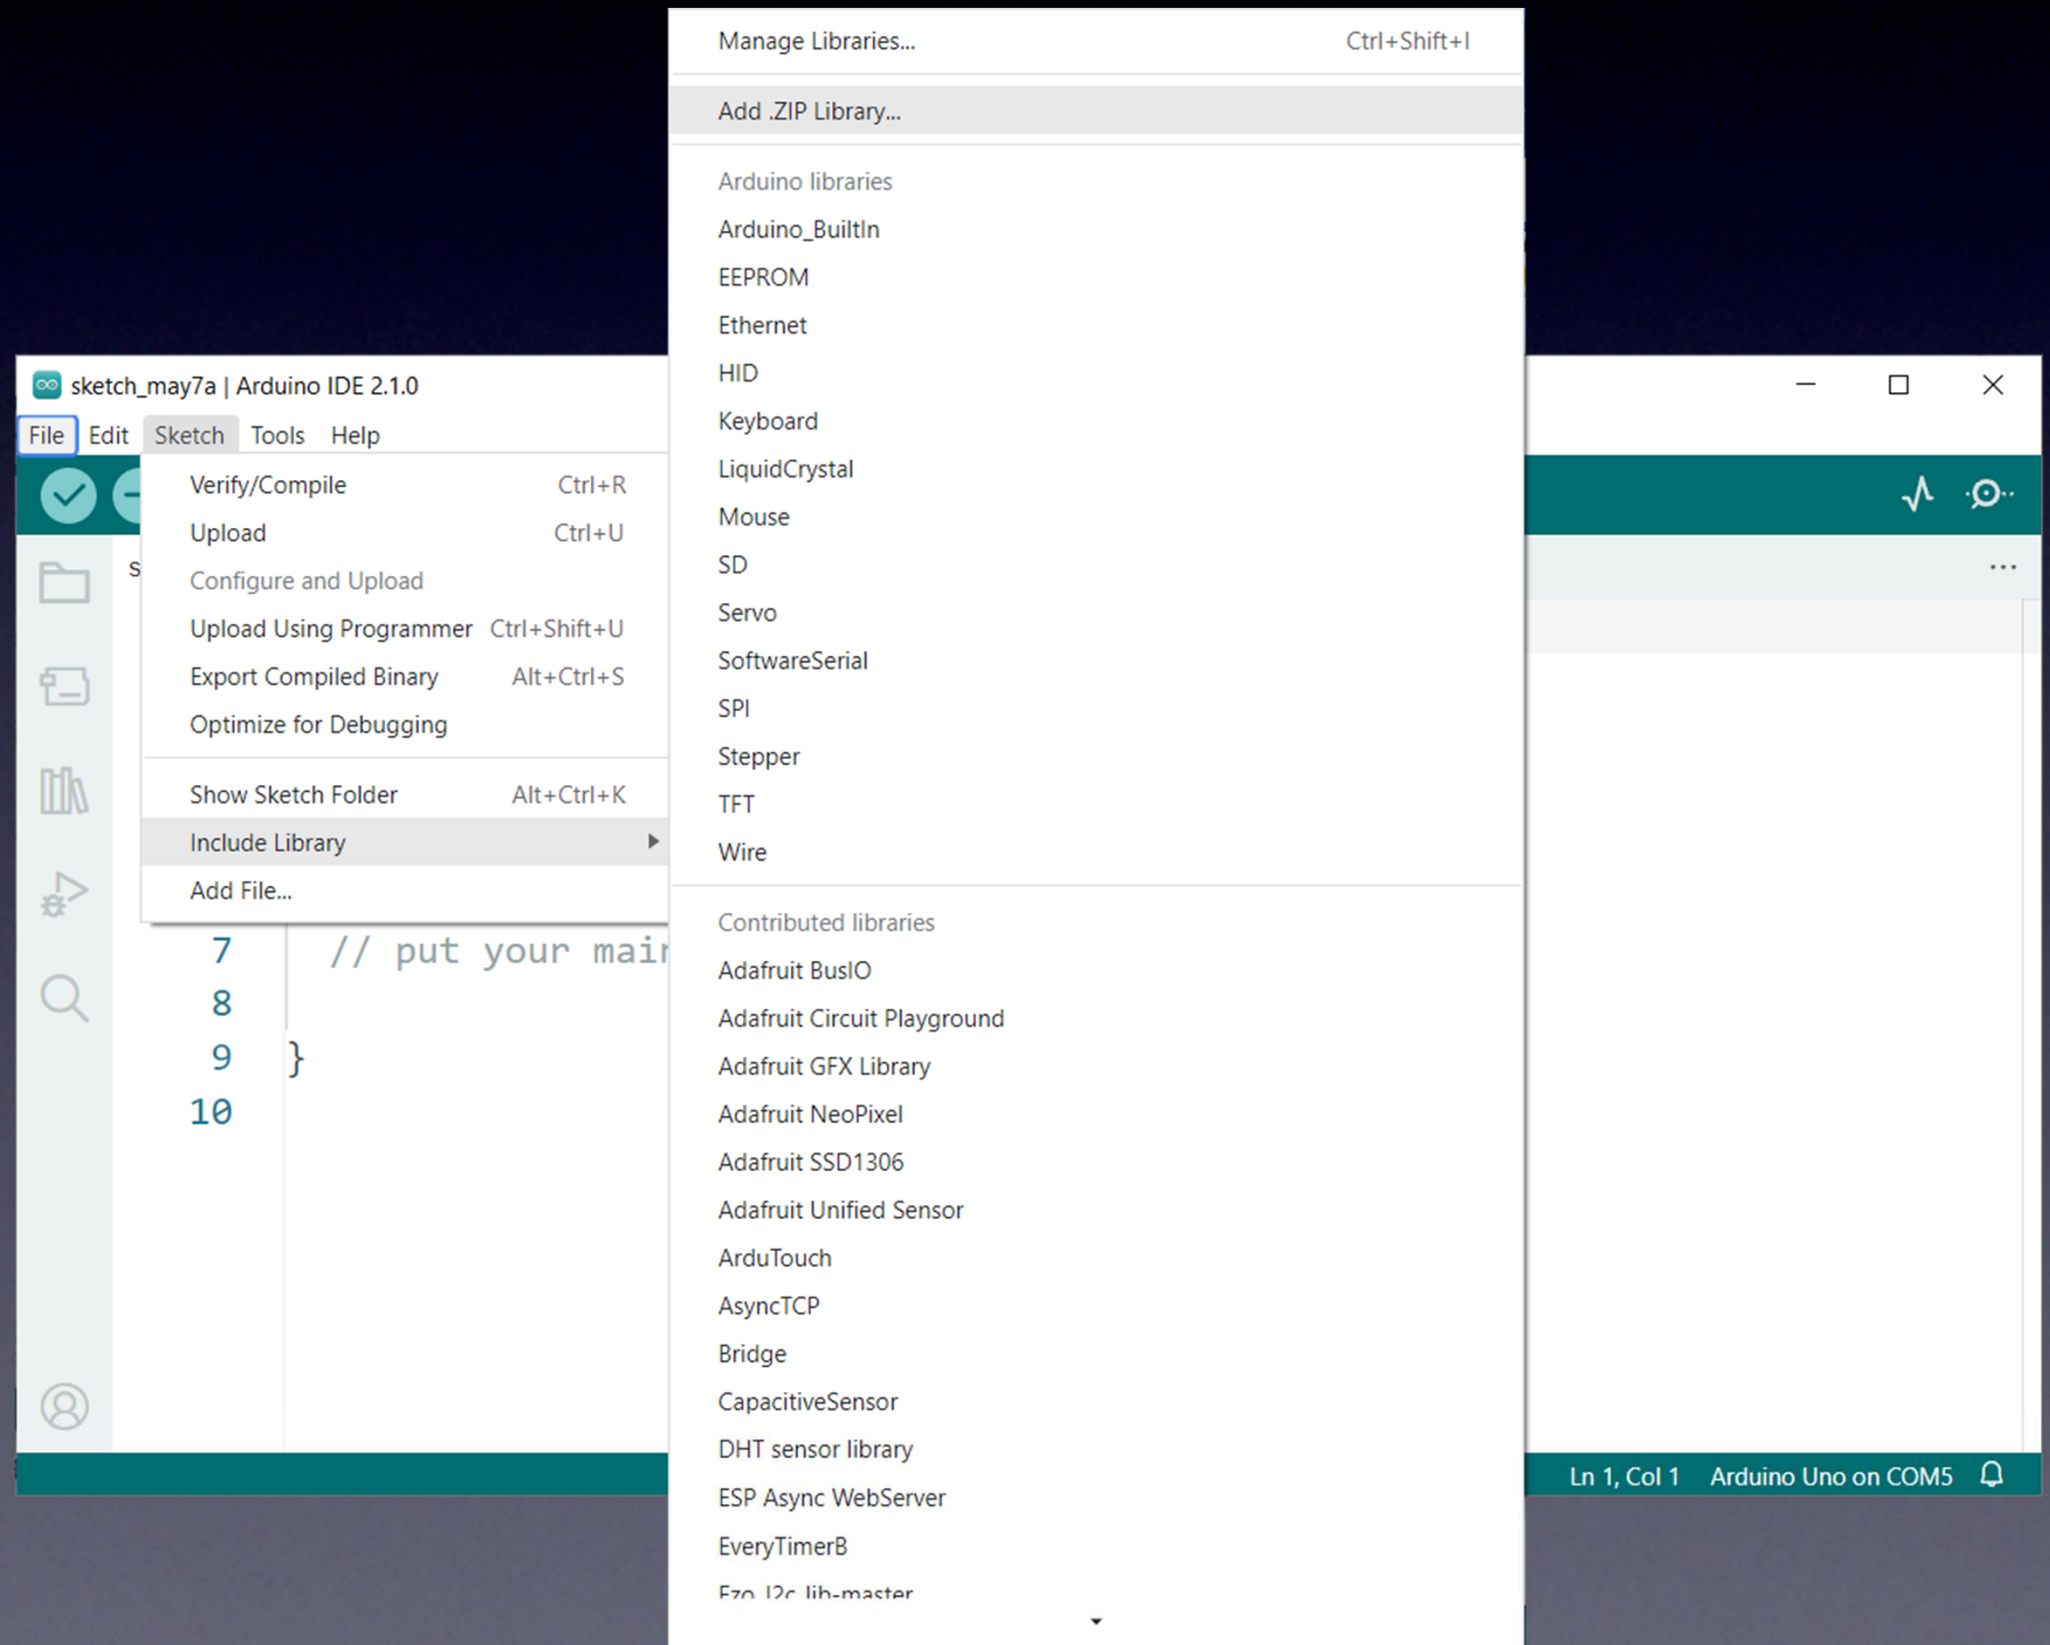 Manage Libraries... Ctrl+Shift+I
Add .ZIP Library...
Arduino libraries
Arduino_BuiltIn
EEPROM
Ethernet
HID
Keyboard
LiquidCrystal
Mouse
SD
Servo
SoftwareSerial
SPI
Stepper
TFT
Wire
Contributed libraries
Adafruit BusIO
Adafruit Circuit Playground
Adafruit GFX Library
Adafruit NeoPixel
Adafruit SSD1306
Adafruit Unified Sensor
ArduTouch
AsyncTCP
Bridge
CapacitiveSensor
DHT sensor library
ESP Async WebServer
EveryTimerB
Ezo_I2c_lib-master
sketch_may7a | Arduino IDE 2.1.0
File Edit Sketch Tools Help
Verify/Compile Ctrl+R
Upload Ctrl+U
Configure and Upload
Upload Using Programmer Ctrl+Shift+U
Export Compiled Binary Alt+Ctrl+S
Optimize for Debugging
Show Sketch Folder Alt+Ctrl+K
Include Library
Add File...
7 // put your main
8
9 }
10
Ln 1, Col 1 Arduino Uno on COM5